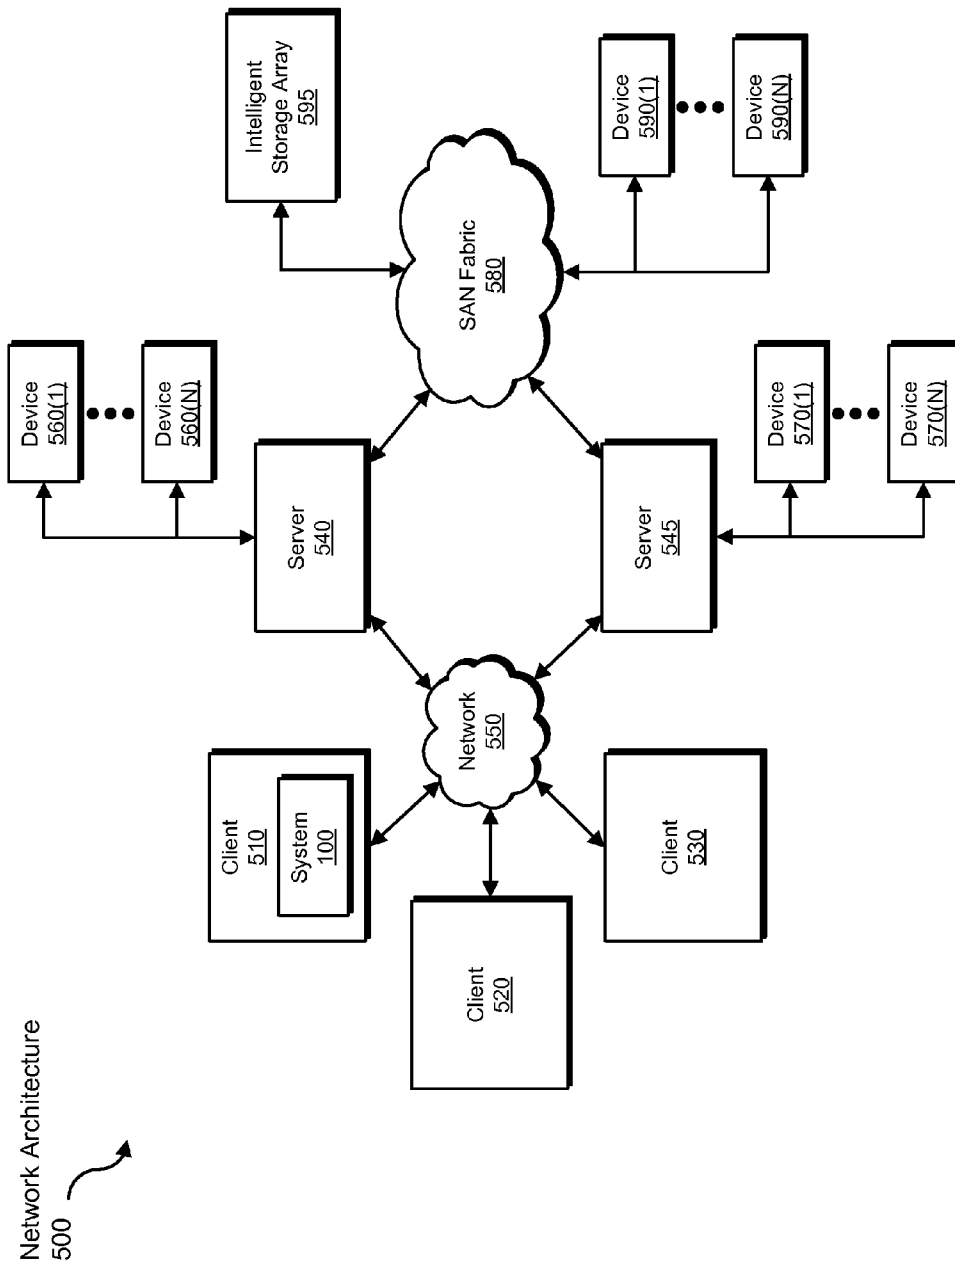 Network Architecture
500
Client
510
System
100
Client
520
Client
530
Network
550
Server
540
Server
545
Device
560(1)
Device
560(N)
Device
570(1)
Device
570(N)
SAN Fabric
580
Intelligent
Storage Array
595
Device
590(1)
Device
590(N)